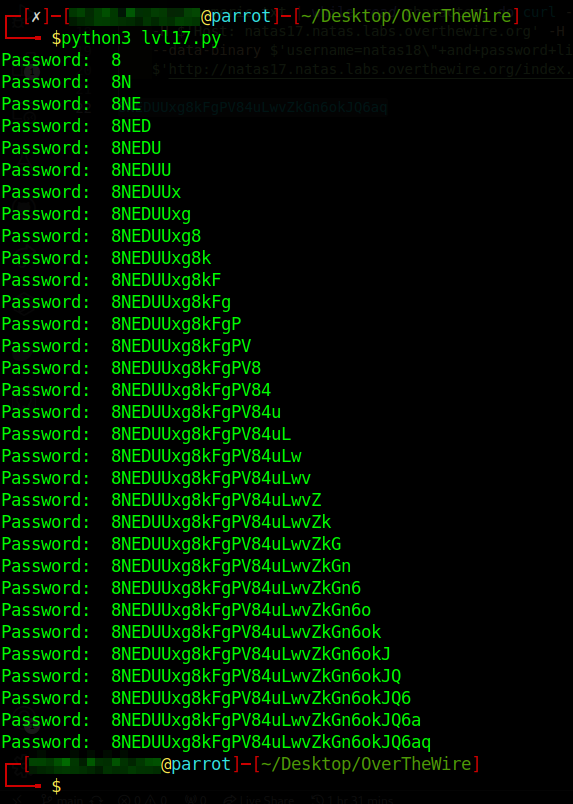 ┌─[✗]─[@parrot]─[~/Desktop/OverTheWire]
└──╼ $python3 lvl17.py
Password:  8
Password:  8N
Password:  8NE
Password:  8NED
Password:  8NEDU
Password:  8NEDUU
Password:  8NEDUUx
Password:  8NEDUUxg
Password:  8NEDUUxg8
Password:  8NEDUUxg8k
Password:  8NEDUUxg8kF
Password:  8NEDUUxg8kFg
Password:  8NEDUUxg8kFgP
Password:  8NEDUUxg8kFgPV
Password:  8NEDUUxg8kFgPV8
Password:  8NEDUUxg8kFgPV84
Password:  8NEDUUxg8kFgPV84u
Password:  8NEDUUxg8kFgPV84uL
Password:  8NEDUUxg8kFgPV84uLw
Password:  8NEDUUxg8kFgPV84uLwv
Password:  8NEDUUxg8kFgPV84uLwvZ
Password:  8NEDUUxg8kFgPV84uLwvZk
Password:  8NEDUUxg8kFgPV84uLwvZkG
Password:  8NEDUUxg8kFgPV84uLwvZkGn
Password:  8NEDUUxg8kFgPV84uLwvZkGn6
Password:  8NEDUUxg8kFgPV84uLwvZkGn6o
Password:  8NEDUUxg8kFgPV84uLwvZkGn6ok
Password:  8NEDUUxg8kFgPV84uLwvZkGn6okJ
Password:  8NEDUUxg8kFgPV84uLwvZkGn6okJQ
Password:  8NEDUUxg8kFgPV84uLwvZkGn6okJQ6
Password:  8NEDUUxg8kFgPV84uLwvZkGn6okJQ6a
Password:  8NEDUUxg8kFgPV84uLwvZkGn6okJQ6aq
┌─[@parrot]─[~/Desktop/OverTheWire]
└──╼ $